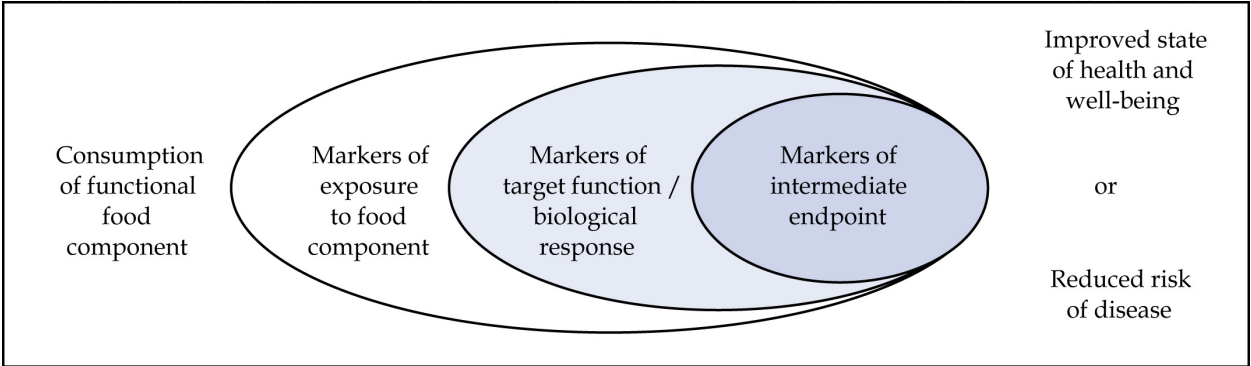 Consumption
of functional
food
component
Markers of
exposure
to food
component
Markers of
target function /
biological
response
Markers of
intermediate
endpoint
Improved state
of health and
well-being
or
Reduced risk
of disease